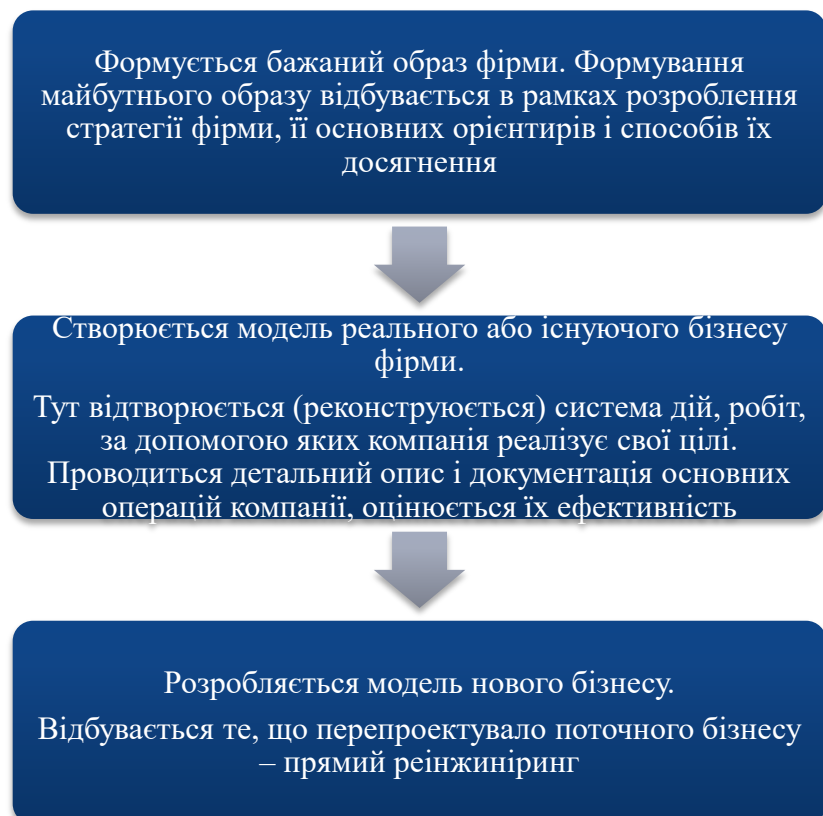 Формується бажаний образ фірми. Формування
майбутнього образу відбувається в рамках розроблення
стратегії фірми, її основних орієнтирів і способів їх
досягнення
Створюється модель реального або існуючого бізнесу
фірми.
Тут відтворюється (реконструюється) система дій, робіт,
за допомогою яких компанія реалізує свої цілі.
Проводиться детальний опис і документація основних
операцій компанії, оцінюється їх ефективність
Розробляється модель нового бізнесу.
Відбувається те, що перепроектувало поточного бізнесу
– прямий реінжиніринг